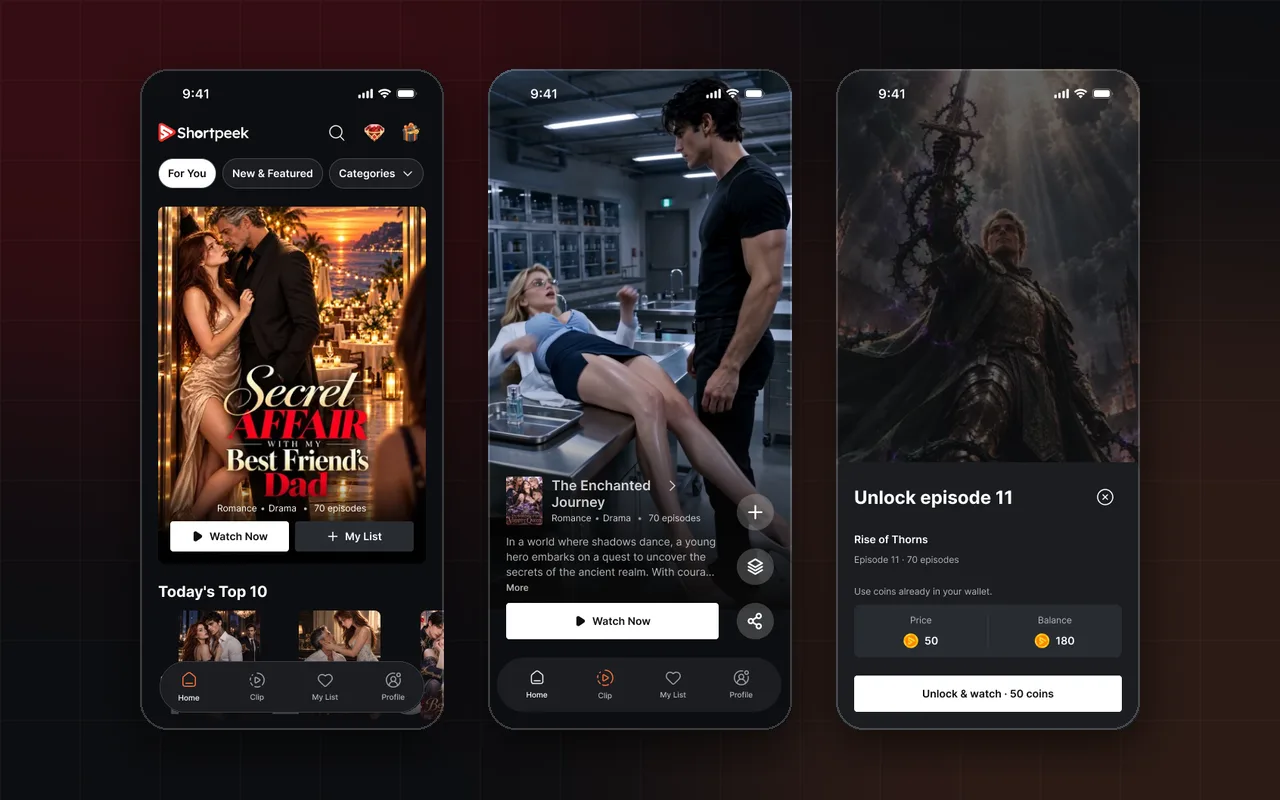 9:41
Shortpeek
For You
New & Featured
Categories
Secret
AFFAIR
WITH MY
Best Friend's
Dad
Romance • Drama • 70 episodes
Watch Now
My List
Today's Top 10
Home
Clip
My List
Profile
9:41
The Enchanted
Journey
Romance • Drama • 70 episodes
In a world where shadows dance, a young
hero embarks on a quest to uncover the
secrets of the ancient realm. With coura...
More
Watch Now
Home
Clip
My List
Profile
9:41
Unlock episode 11
Rise of Thorns
Episode 11 · 70 episodes
Use coins already in your wallet.
Price
Balance
50
180
Unlock & watch · 50 coins